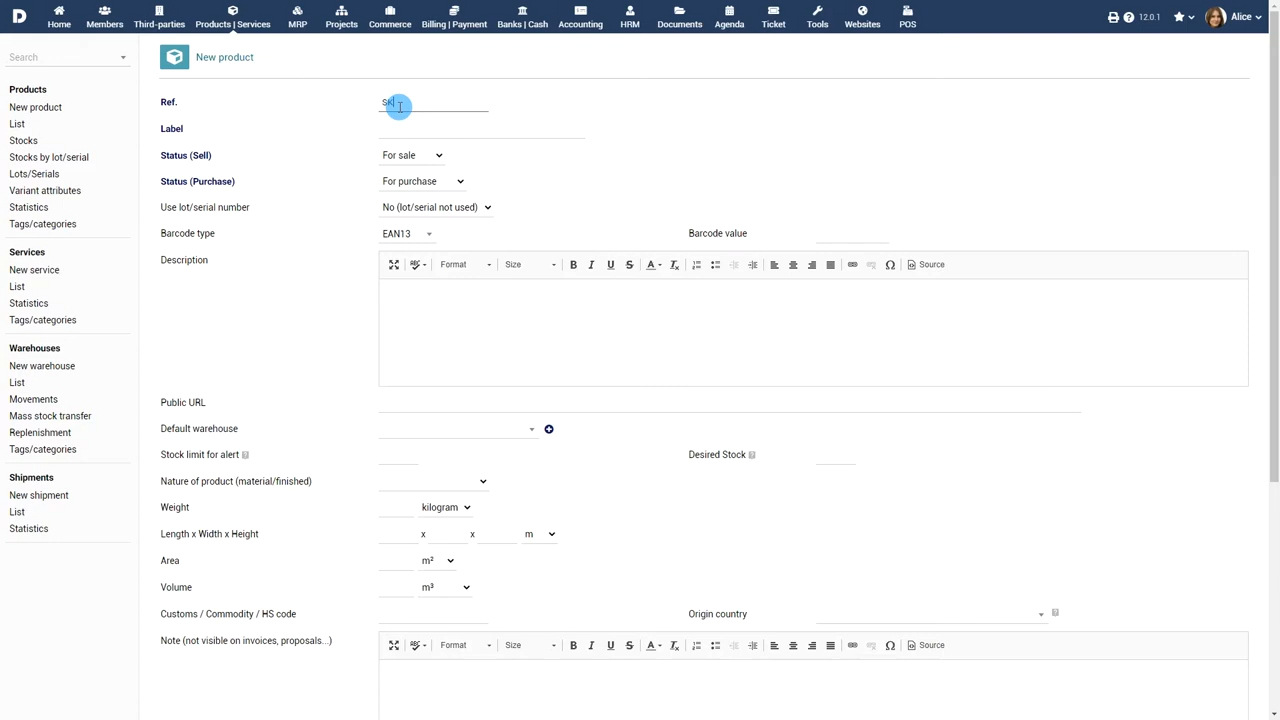 Home Members Third-parties Products | Services MRP Projects Commerce Billing | Payment Banks | Cash Accounting HRM Documents Agenda Ticket Tools Websites POS 12.0.1 Alice
Search
Products
New product
List
Stocks
Stocks by lot/serial
Lots/Serials
Variant attributes
Statistics
Tags/categories
Services
New service
List
Statistics
Tags/categories
Warehouses
New warehouse
List
Movements
Mass stock transfer
Replenishment
Tags/categories
Shipments
New shipment
List
Statistics
New product
Ref. SK
Label
Status (Sell) For sale
Status (Purchase) For purchase
Use lot/serial number No (lot/serial not used)
Barcode type EAN13 Barcode value
Description Format Size B I U S A Tx Ω Source
Public URL
Default warehouse
Stock limit for alert ? Desired Stock ?
Nature of product (material/finished)
Weight kilogram
Length x Width x Height x x m
Area m²
Volume m³
Customs / Commodity / HS code Origin country ?
Note (not visible on invoices, proposals...) Format Size B I U S A Tx Ω Source